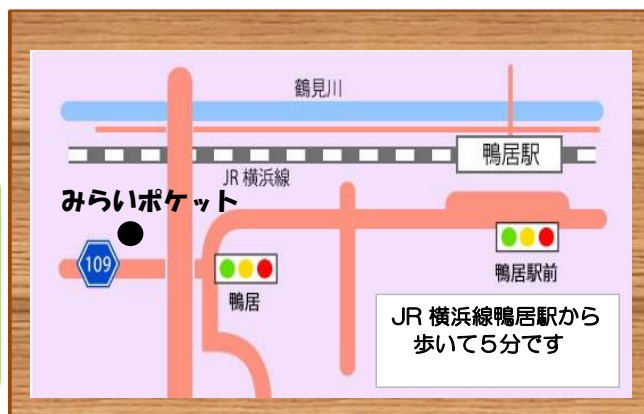 鶴見川
鴨居駅
JR 横浜線
みらいポケット
109
鴨居
鴨居駅前
JR 横浜線鴨居駅から
歩いて5分です